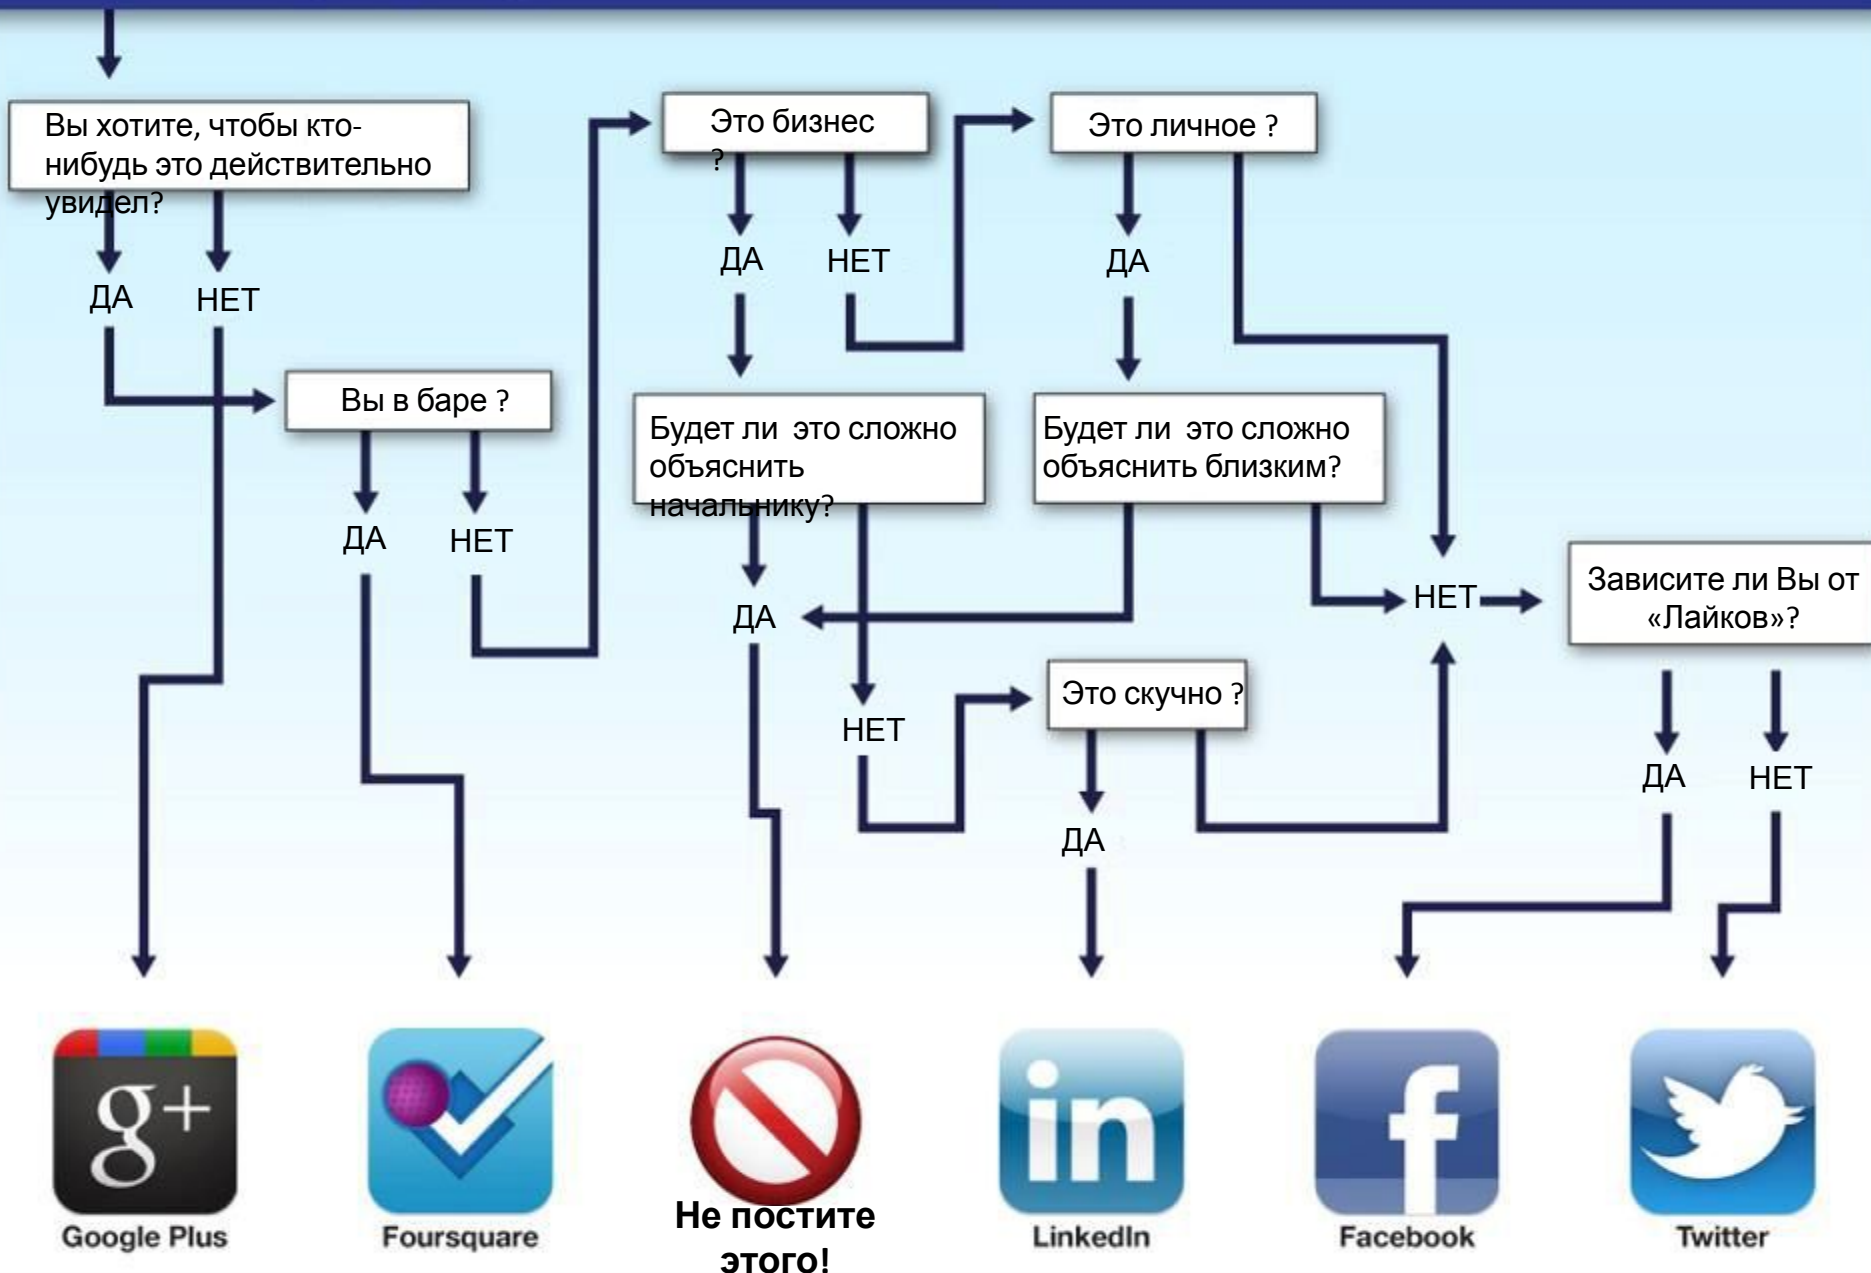 Вы хотите, чтобы кто-
нибудь это действительно
увидел?
ДА
НЕТ
Вы в баре ?
ДА
НЕТ
Это бизнес
?
ДА
НЕТ
Это личное ?
ДА
Будет ли это сложно
объяснить
начальнику?
Будет ли это сложно
объяснить близким?
ДА
НЕТ
НЕТ
Это скучно ?
ДА
Зависите ли Вы от
«Лайков»?
ДА
НЕТ
g+
in
f
Google Plus
Foursquare
Не постите
этого!
LinkedIn
Facebook
Twitter